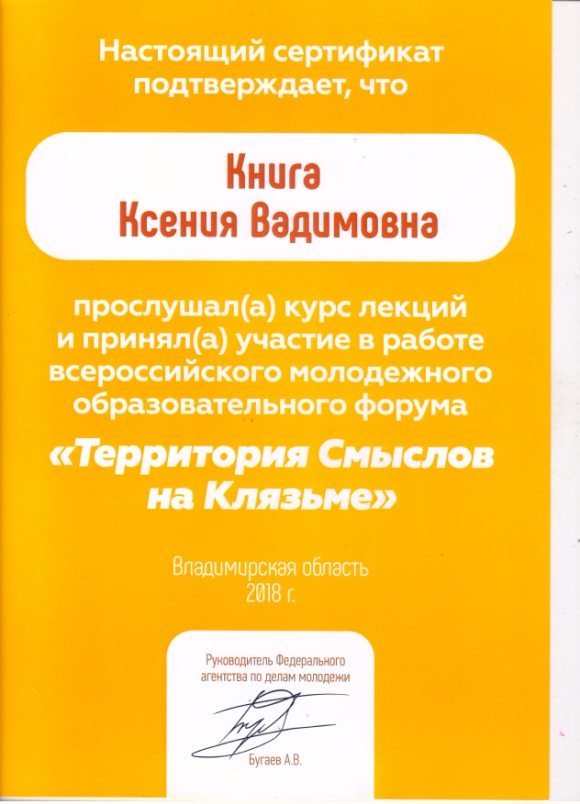 Настоящий сертификат
подтверждает, что
Книга
Ксения Вадимовна
прослушал(а) курс лекций
и принял(а) участие в работе
всероссийского молодежного
образовательного форума
«Территория Смыслов
на Клязьме»
Владимирская область
2018 г.
Руководитель Федерального
агентства по делам молодежи
Бугаев А.В.